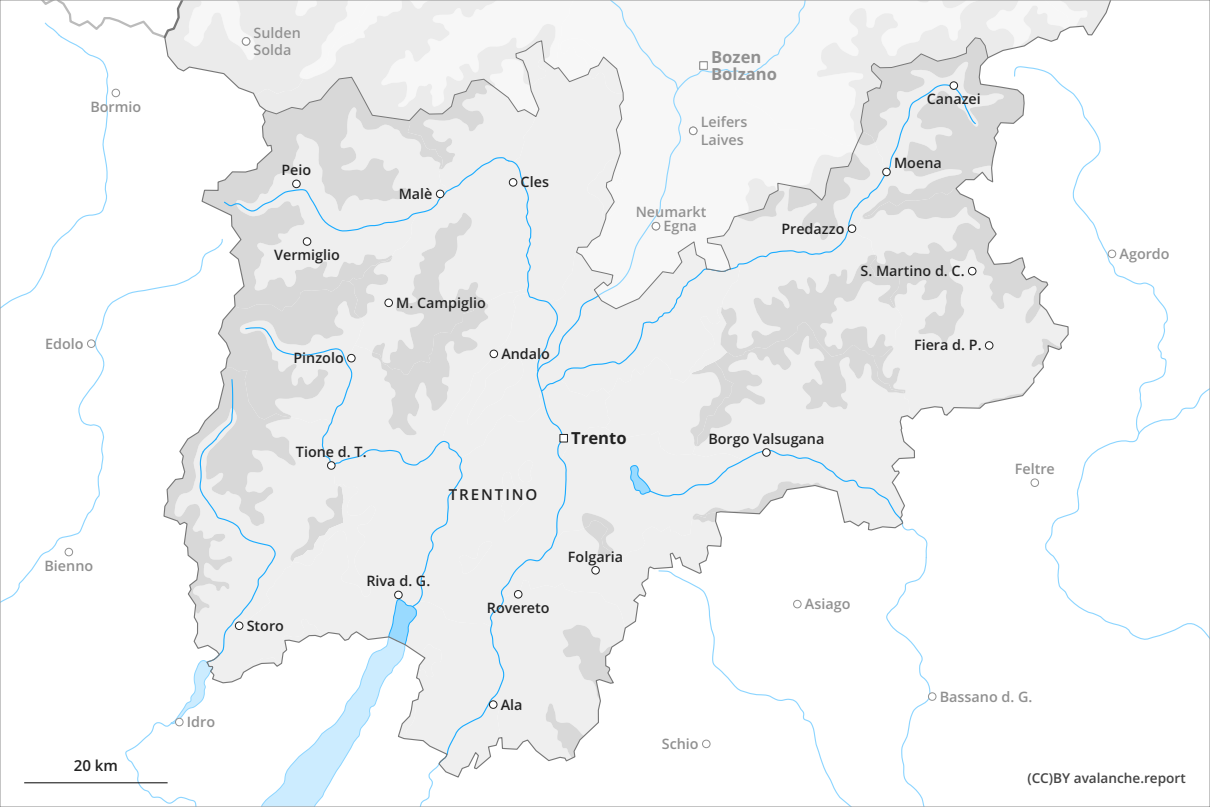 Sulden
Solda
Bozen
Bolzano
Bormio
Canazei
Leifers
Laives
Moena
Peio
Malè
Cles
Neumarkt
Egna
Predazzo
Vermiglio
Agordo
S. Martino d. C.
M. Campiglio
Edolo
Fiera d. P.
Pinzolo
Andalo
Trento
Borgo Valsugana
Tione d. T.
Feltre
TRENTINO
Folgaria
Bienno
Riva d. G.
Rovereto
Asiago
Storo
Bassano d. G.
Ala
Idro
Schio
20 km
(CC)BY avalanche.report